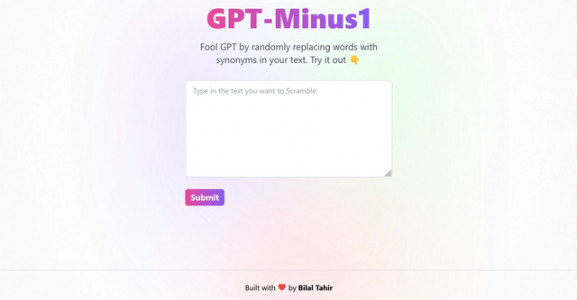 GPT-Minus1
Fool GPT by randomly replacing words with
synonyms in your text. Try it out 👇
Type in the text you want to Scramble
Submit
Built with ❤️ by Bilal Tahir